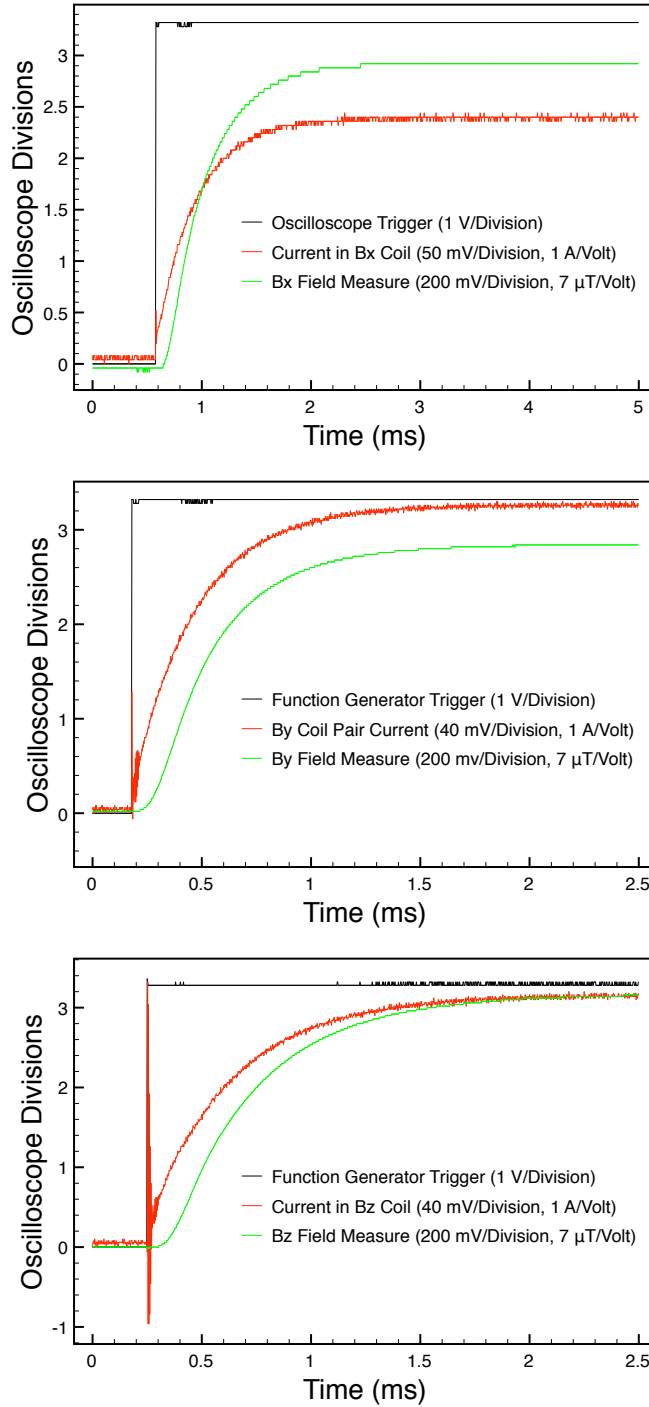 Oscilloscope Divisions
3
2.5
2
1.5
1
0.5
0
Oscilloscope Trigger (1 V/Division)
Current in Bx Coil (50 mV/Division, 1 A/Volt)
Bx Field Measure (200 mV/Division, 7 µT/Volt)
0 1 2 3 4 5
Time (ms)
Oscilloscope Divisions
3
2
1
0
Function Generator Trigger (1 V/Division)
By Coil Pair Current (40 mV/Division, 1 A/Volt)
By Field Measure (200 mv/Division, 7 µT/Volt)
0 0.5 1 1.5 2 2.5
Time (ms)
Oscilloscope Divisions
3
2
1
0
-1
Function Generator Trigger (1 V/Division)
Current in Bz Coil (40 mV/Division, 1 A/Volt)
Bz Field Measure (200 mV/Division, 7 µT/Volt)
0 0.5 1 1.5 2 2.5
Time (ms)